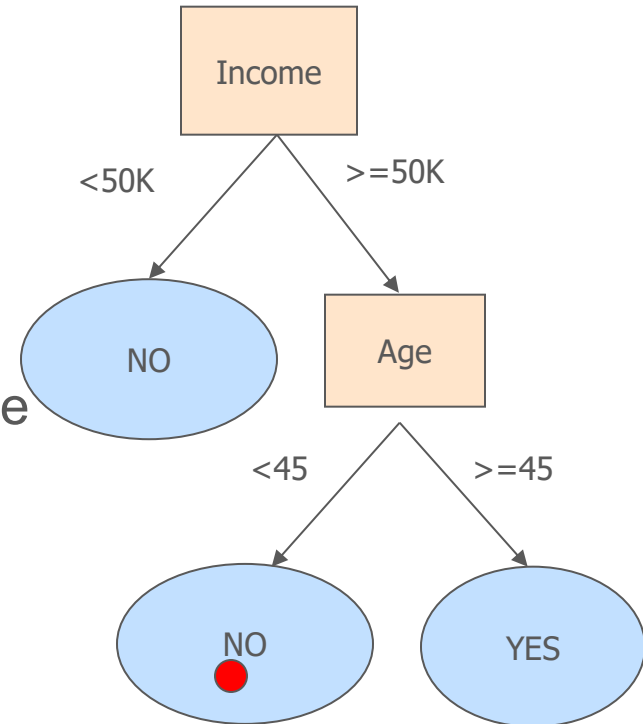 Income
<50K
>=50K
NO
Age
e
<45
>=45
NO
YES